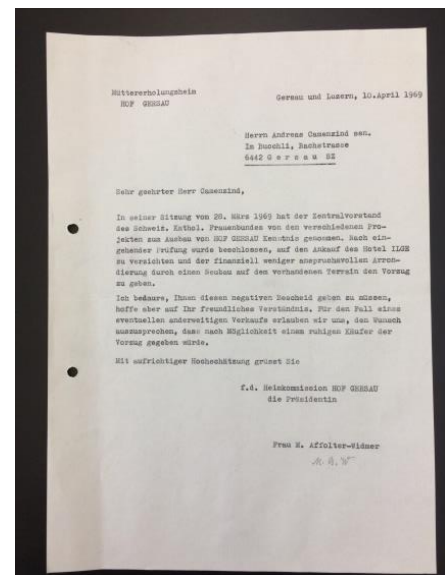 Müttererholungsheim
HOF GERSAU
Gersau und Luzern, 10.April 1969
Herrn Andreas Camenzind sen.
Im Buschli, Bachstrasse
6442 G e r s a u SZ
Sehr geehrter Herr Camenzind,
In seiner Sitzung von 28. März 1969 hat der Zentralvorstand
des Schweiz. Kathol. Frauenbundes von den verschiedenen Pro-
jekten zum Ausbau von HOF GERSAU Kenntnis genommen. Nach ein-
gehender Prüfung wurde beschlossen, auf den Ankauf des Hotel ILGE
zu verzichten und der finanziell weniger anspruchvollen Arron-
dierung durch einen Neubau auf dem vorhandenen Terrain den Vorzug
zu geben.
Ich bedaure, Ihnen diesen negativen Bescheid geben zu müssen,
hoffe aber auf Ihr freundliches Verständnis. Für den Fall eines
eventuellen anderweitigen Verkaufs erlauben wir uns, den Wunsch
auszusprechen, dass nach Möglichkeit einem ruhigen Käufer der
Vorzug gegeben würde.
Mit aufrichtiger Hochschätzung grüsst Sie
f.d. Heimkommission HOF GERSAU
die Präsidentin
Frau M. Affolter-Widmer